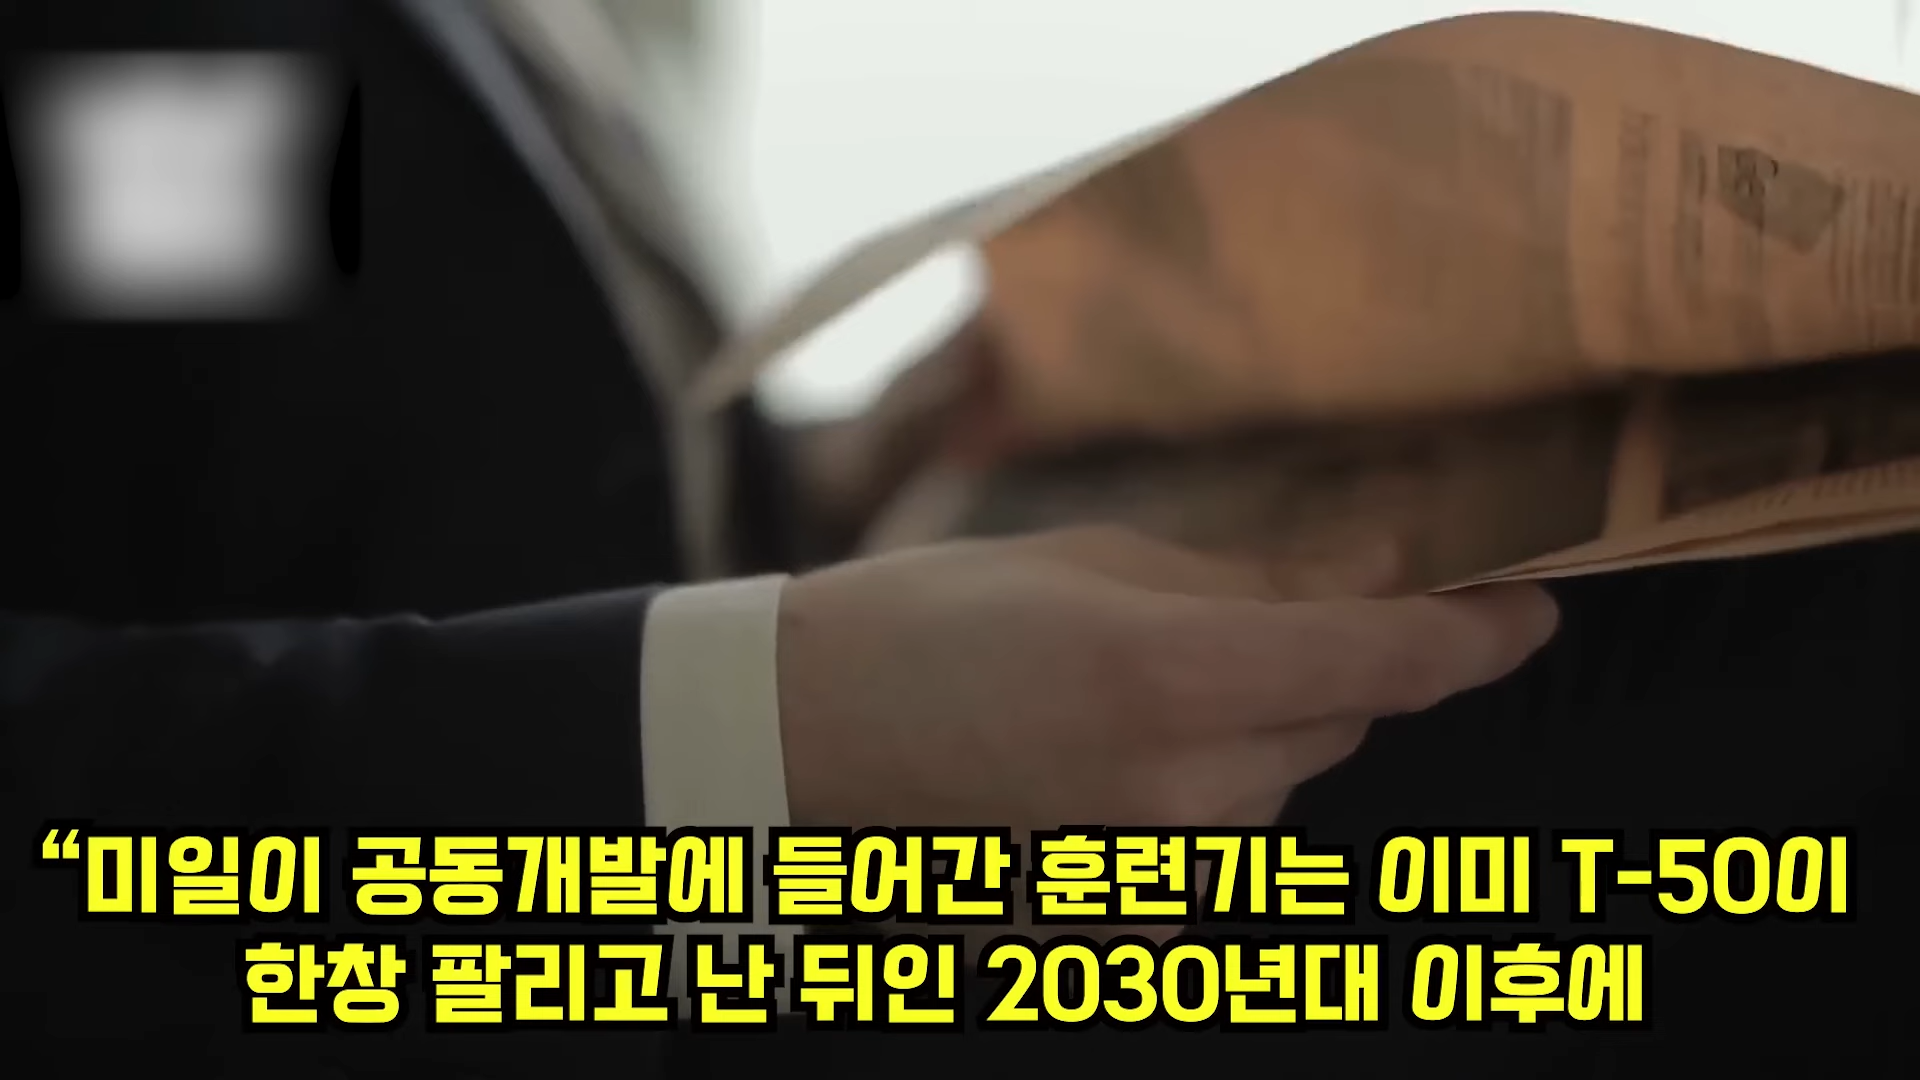 “미일이 공동개발에 들어간 훈련기는 이미 T-50이
한창 팔리고 난 뒤인 2030년대 이후에